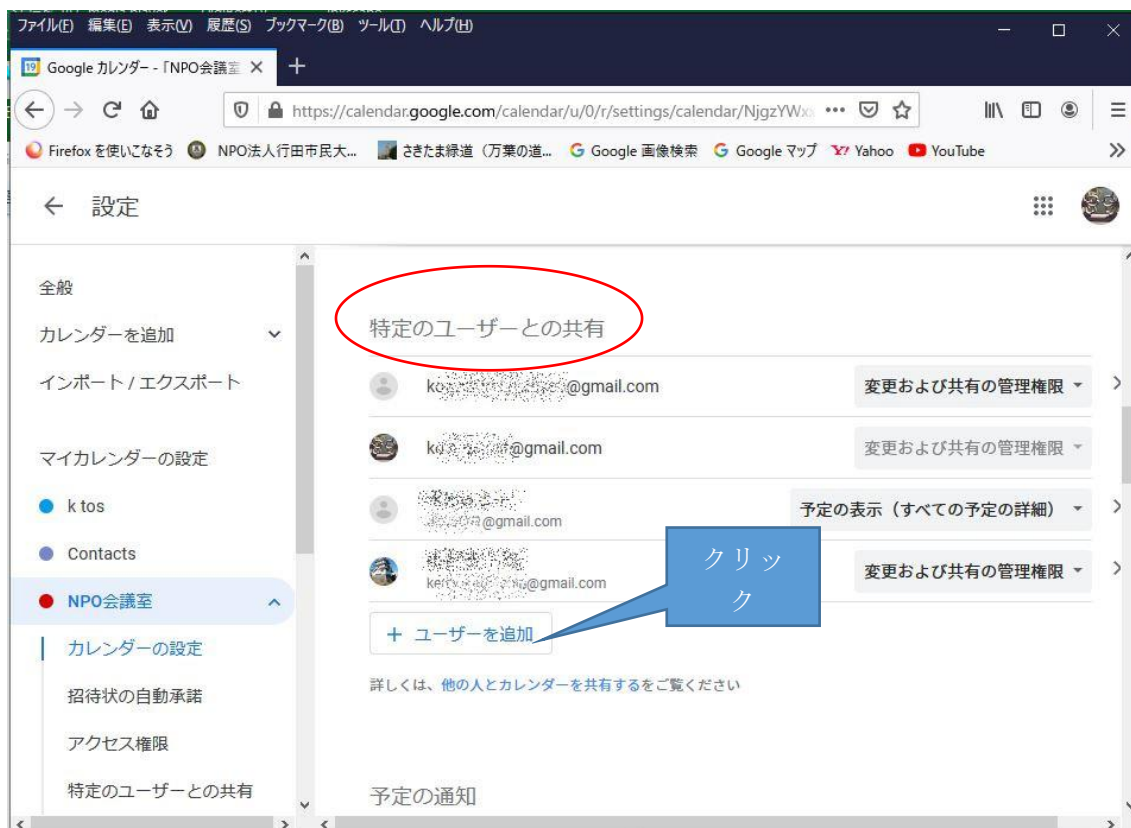 ファイル(F) 編集(E) 表示(V) 履歴(S) ブックマーク(B) ツール(T) ヘルプ(H)
19 Google カレンダー - 「NPO会議室
https://calendar.google.com/calendar/u/0/r/settings/calendar/NjgzYWx
Firefox を使いこなそう NPO法人行田市民大... さきたま緑道（万葉の道... Google 画像検索 Google マップ Yahoo YouTube
設定
全般
カレンダーを追加
インポート / エクスポート
マイカレンダーの設定
k tos
Contacts
NPO会議室
カレンダーの設定
招待状の自動承諾
アクセス権限
特定のユーザーとの共有
特定のユーザーとの共有
@gmail.com 変更および共有の管理権限
@gmail.com 変更および共有の管理権限
@gmail.com 予定の表示（すべての予定の詳細）
@gmail.com 変更および共有の管理権限
クリッ
ク
+ ユーザーを追加
詳しくは、他の人とカレンダーを共有するをご覧ください
予定の通知